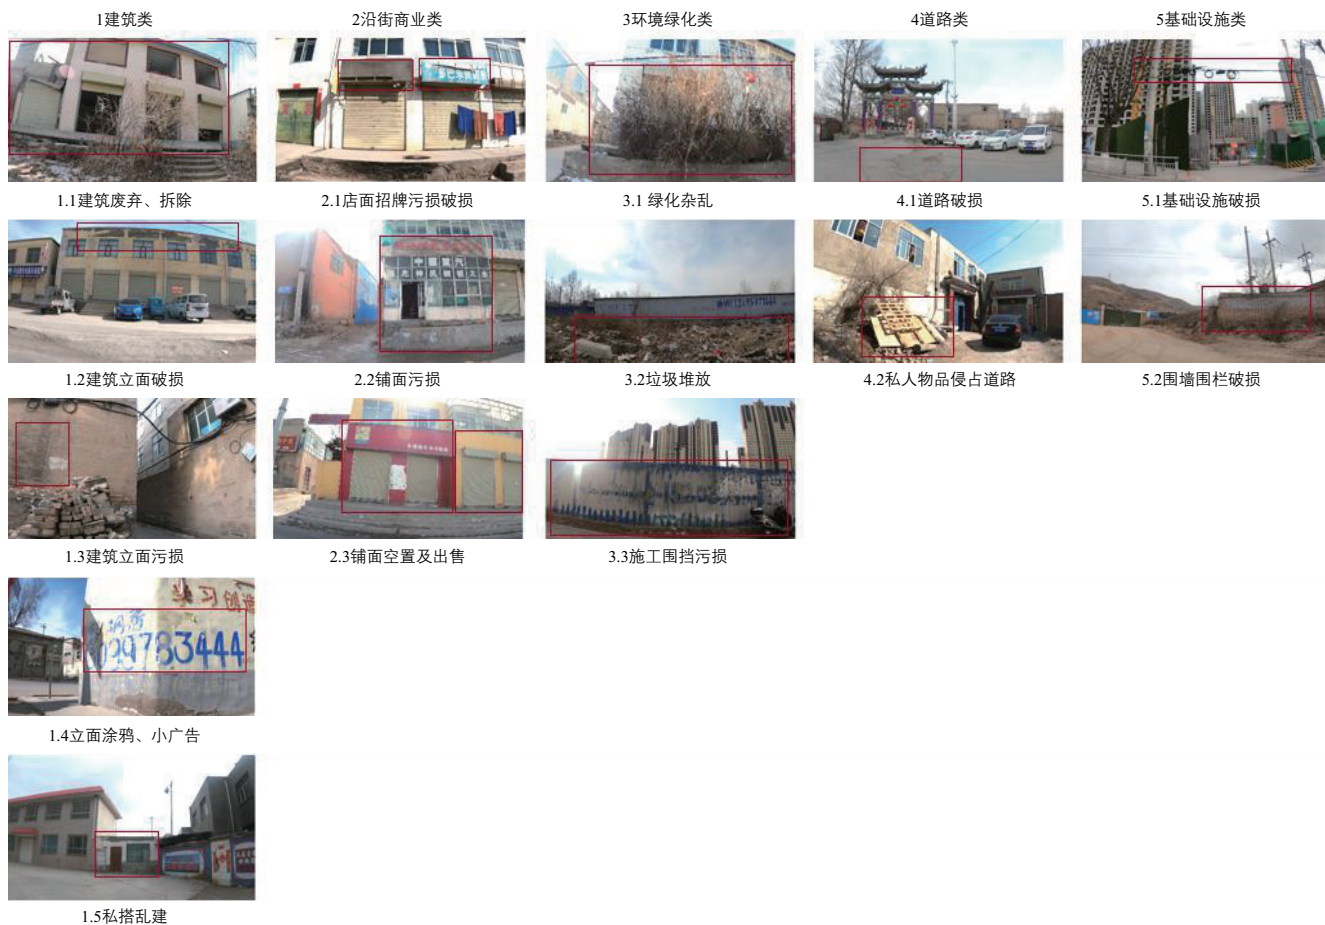 1建筑类
2沿街商业类
3环境绿化类
4道路类
5基础设施类
1.1建筑废弃、拆除
2.1店面招牌污损破损
3.1 绿化杂乱
4.1道路破损
5.1基础设施破损
中国重汽
1.2建筑立面破损
2.2铺面污损
3.2垃圾堆放
4.2私人物品侵占道路
5.2围墙围栏破损
1.3建筑立面污损
2.3铺面空置及出售
3.3施工围挡污损
783444
1.4立面涂鸦、小广告
1.5私搭乱建